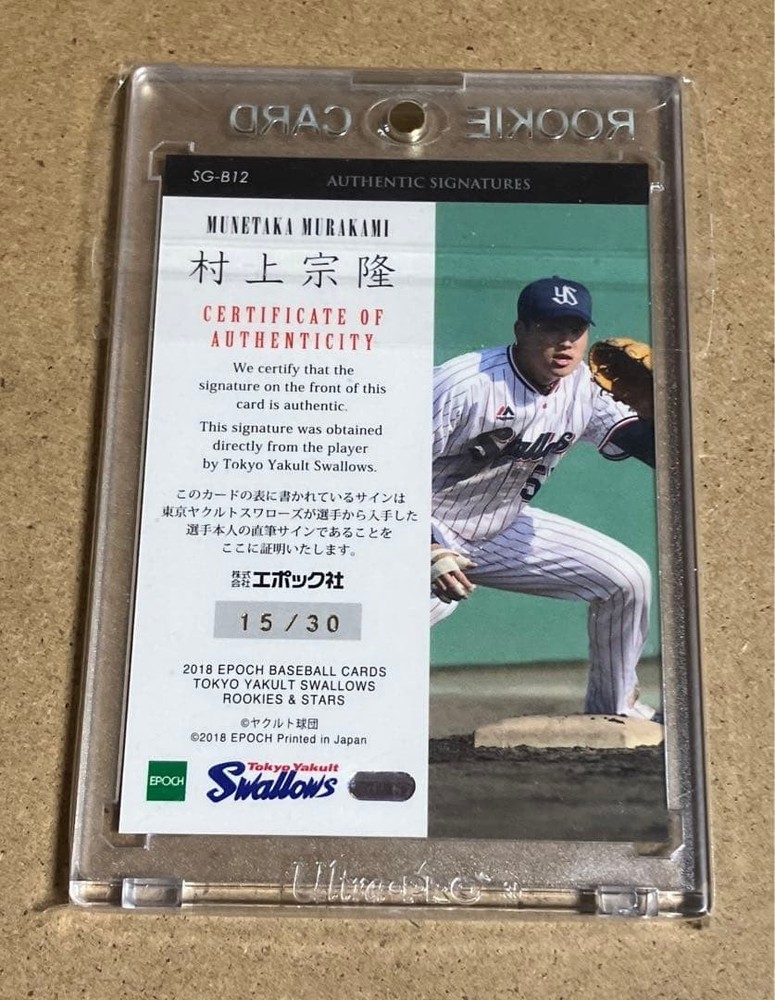 ROOKIE CARD
SG-B12 AUTHENTIC SIGNATURES
MUNETAKA MURAKAMI
村上宗隆
CERTIFICATE OF
AUTHENTICITY
We certify that the
signature on the front of this
card is authentic.
This signature was obtained
directly from the player
by Tokyo Yakult Swallows.
このカードの表に書かれているサインは
東京ヤクルトスワローズが選手から入手した
選手本人の直筆サインであることを
ここに証明いたします。
株式会社エポック社
15/30
2018 EPOCH BASEBALL CARDS
TOKYO YAKULT SWALLOWS
ROOKIES & STARS
©ヤクルト球団
©2018 EPOCH Printed in Japan
EPOCH
Tokyo Yakult
Swallows
YS
Swallows
Ultra·PRO